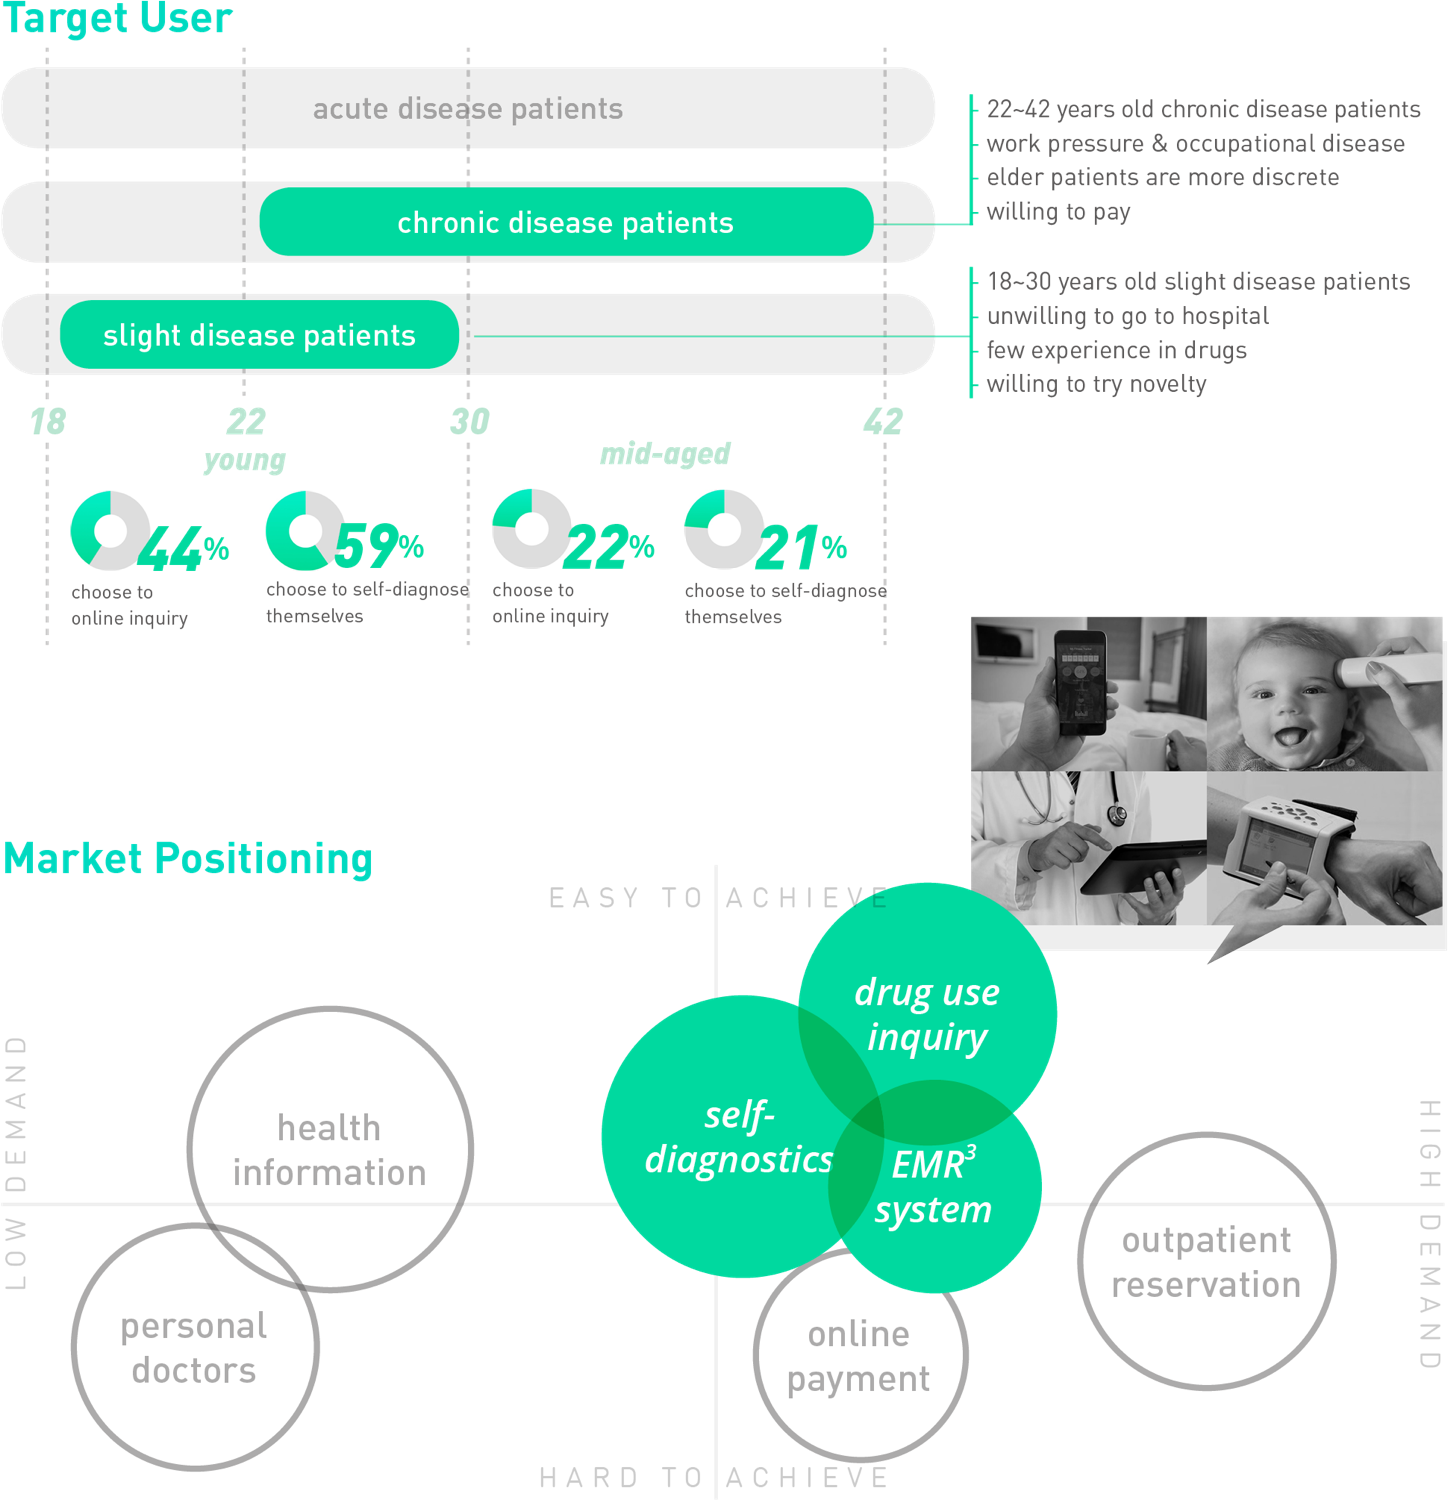 Target User
acute disease patients
chronic disease patients
slight disease patients
22~42 years old chronic disease patients
work pressure & occupational disease
elder patients are more discrete
willing to pay
18~30 years old slight disease patients
unwilling to go to hospital
few experience in drugs
willing to try novelty
18
22
30
42
young
mid-aged
44%
choose to
online inquiry
59%
choose to self-diagnose
themselves
22%
choose to
online inquiry
21%
choose to self-diagnose
themselves
Market Positioning
EASY TO ACHIEVE
drug use
inquiry
self-
diagnostics
EMR³
system
health
information
personal
doctors
online
payment
outpatient
reservation
LOW DEMAND
HIGH DEMAND
HARD TO ACHIEVE